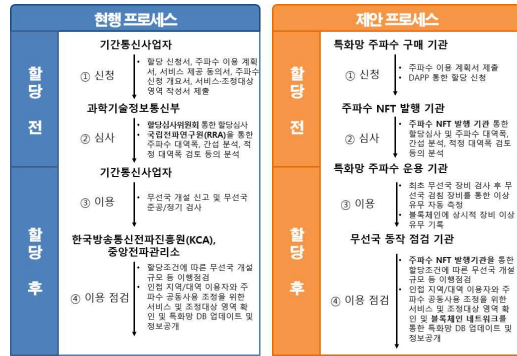 현행 프로세스
할당 전
기간통신사업자
① 신청
• 할당 신청서, 주파수 이용 계획
서, 서비스 제공 동의서, 주파수
신청 개요서, 서비스·조정대상
영역 작성서 제출
과학기술정보통신부
② 심사
• 할당심사위원회 통한 할당심사
• 국립전파연구원(RRA)을 통한
주파수 대역폭, 간섭 분석, 적정
대역폭 검토 등의 분석
할당 후
기간통신사업자
③ 이용
• 무선국 개설 신고 및 무선국
준공/정기 검사
한국방송통신전파진흥원(KCA),
중앙전파관리소
④ 이용 점검
• 할당조건에 따른 무선국 개설
규모 등 이행점검
• 인접 지역/대역 이용자와 주
파수 공동사용 조정을 위한
서비스 및 조정대상 영역 확
인 및 특화망 DB 업데이트 및
정보공개
제안 프로세스
할당 전
특화망 주파수 구매 기관
① 신청
• 주파수 이용 계획서 제출
• DAPP 통한 할당 신청
주파수 NFT 발행 기관
② 심사
• 주파수 NFT 발행 기관 통한
할당심사 및 주파수 대역폭,
간섭 분석, 적정 대역폭 검토
등의 분석
할당 후
특화망 주파수 운용 기관
③ 이용
• 최초 무선국 장비 검사 후 무
선국 검침 장비를 통한 이상
유무 자동 측정
• 블록체인에 상시적 장비 이상
유무 기록
무선국 동작 점검 기관
④ 이용 점검
• 주파수 NFT 발행기관을 통한
할당조건에 따른 무선국 개설
규모 등 이행점검
• 인접 지역/대역 이용자와 주
파수 공동사용 조정을 위한
서비스 및 조정대상 영역 확
인 및 블록체인 네트워크를
통한 특화망 DB 업데이트 및
정보공개